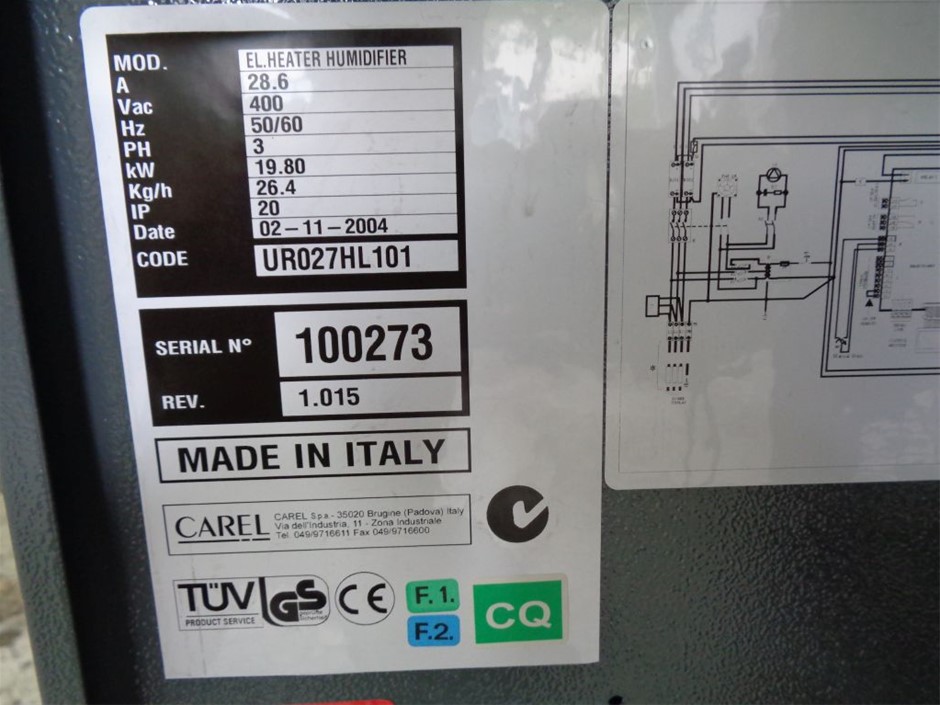 MOD. EL.HEATER HUMIDIFIER
A 28.6
Vac 400
Hz 50/60
PH 3
kW 19.80
Kg/h 26.4
IP 20
Date 02-11-2004
CODE UR027HL101
SERIAL N° 100273
REV. 1.015
MADE IN ITALY
CAREL
CAREL S.p.a - 35020 Brugine (Padova) Italy
Via dell'Industria, 11 - Zona Industriale
Tel. 049/9716611 Fax 049/9716600
TÜV
PRODUCT SERVICE
GS
geprüfte
Sicherheit
CE
F.1.
F.2.
CQ